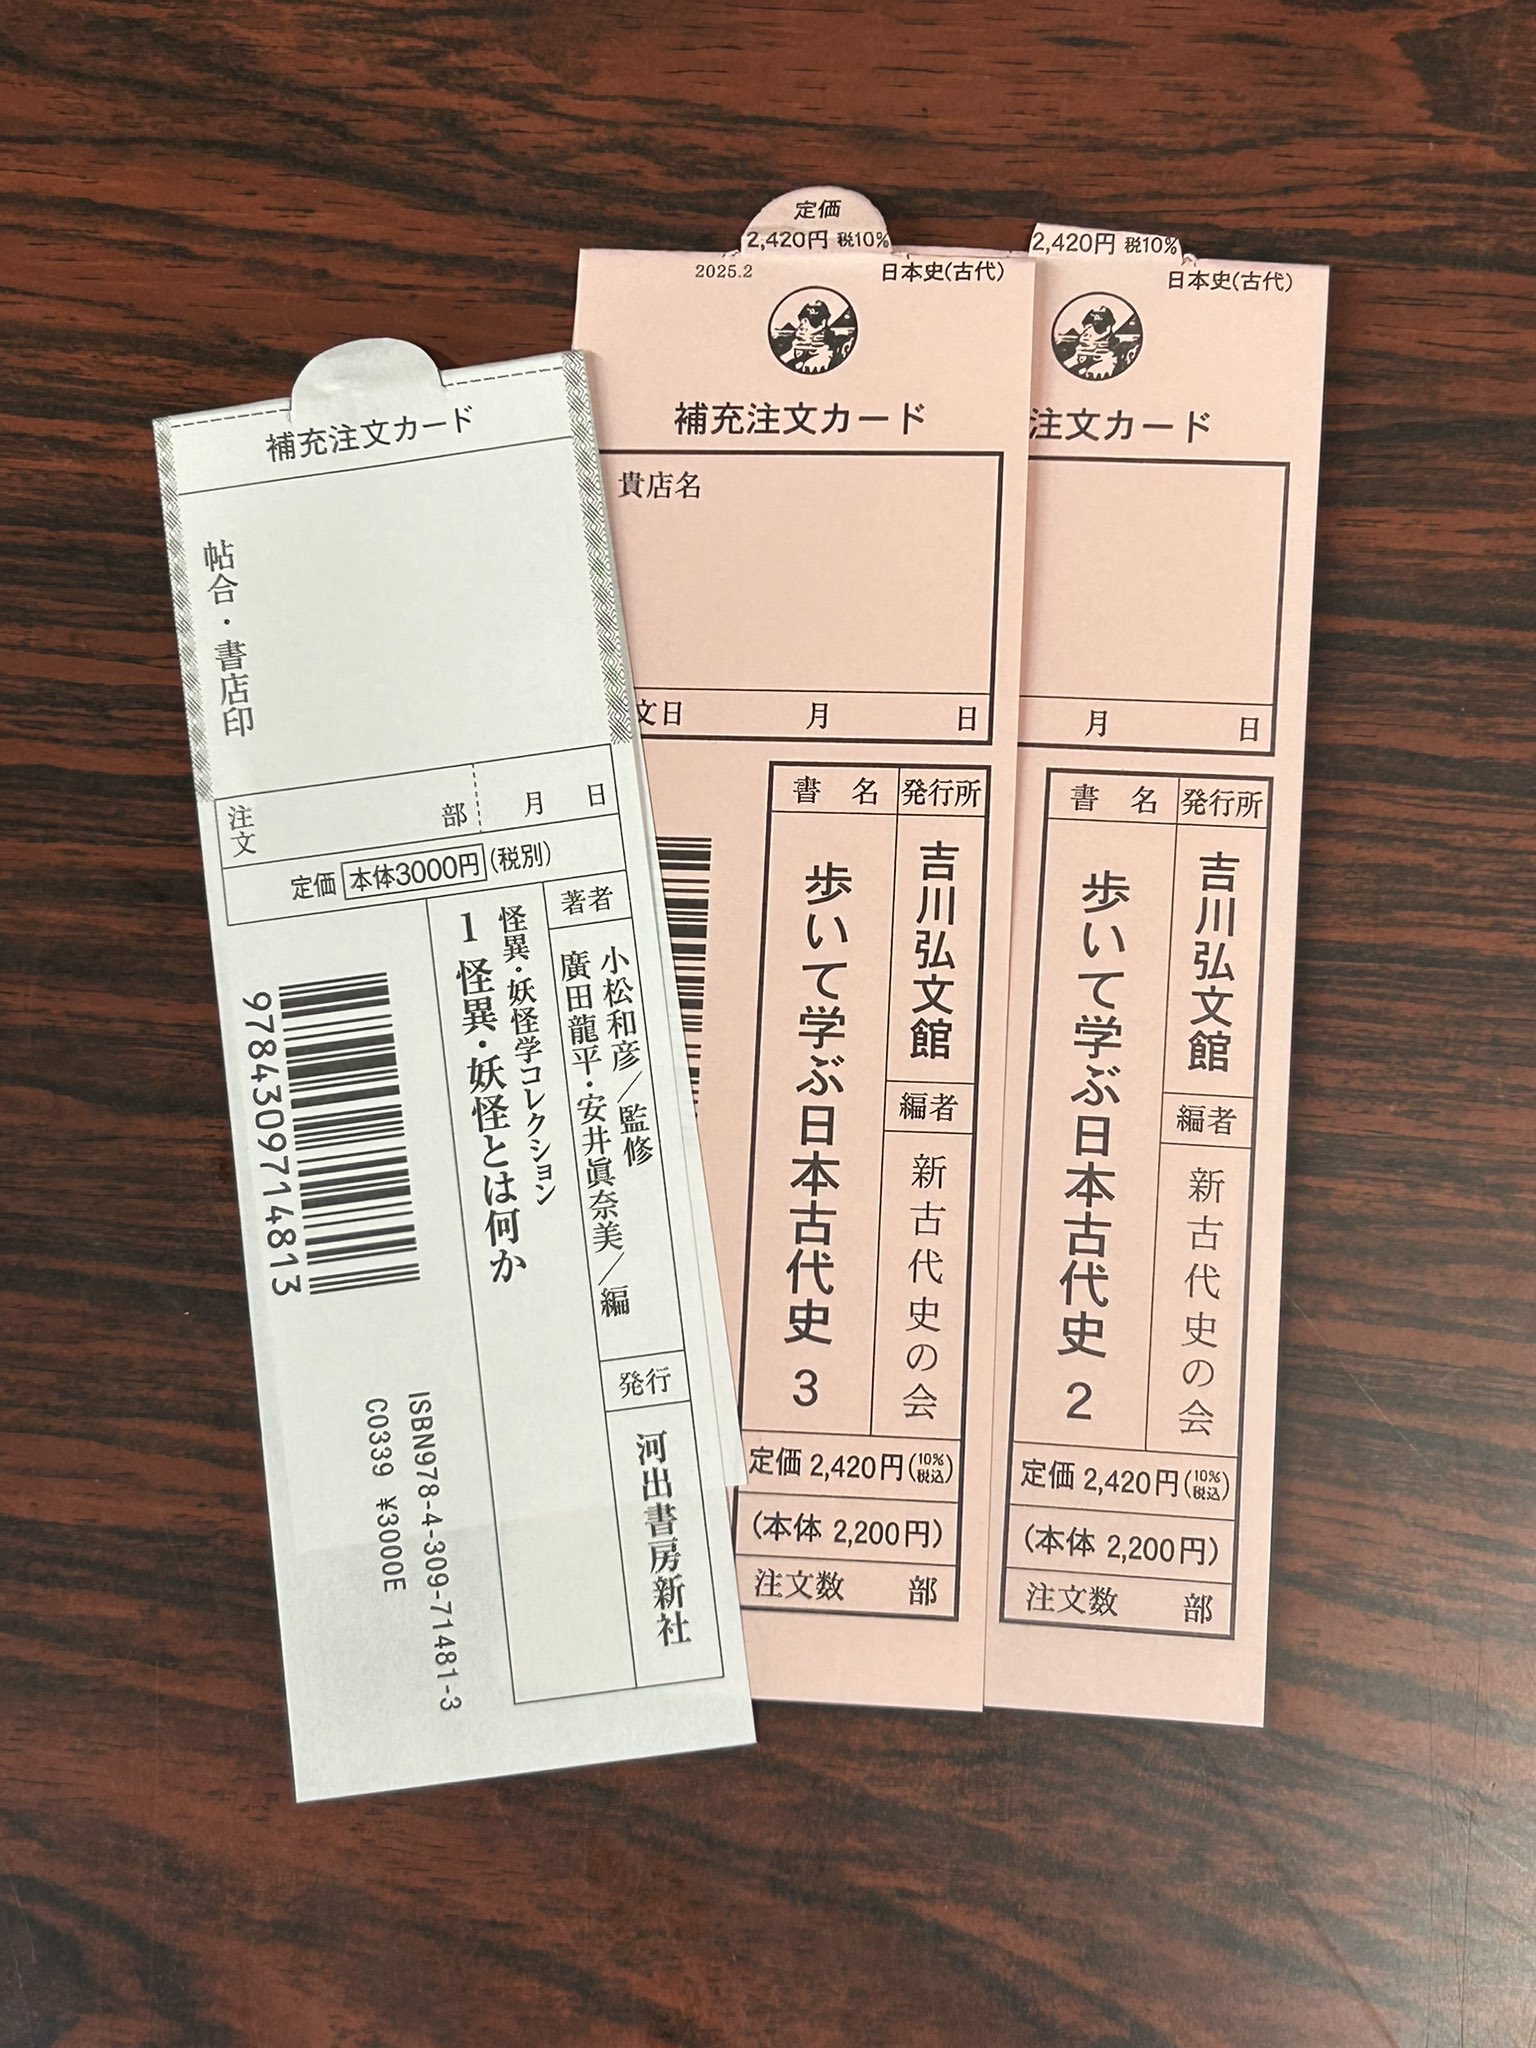 補充注文カード
帖合・書店印
注文
部
月
日
定価 本体3000円 (税別)
著者
小松和彦／監修
廣田龍平・安井眞奈美／編
怪異・妖怪学コレクション
1 怪異・妖怪とは何か
発行
河出書房新社
9784309714813
ISBN978-4-309-71481-3
C0339 ¥3000E
定価
2,420円 税10%
2025.2
日本史(古代)
補充注文カード
貴店名
文日 月 日
発行所
吉川弘文館
編者
新古代史の会
書名
歩いて学ぶ日本古代史 3
定価 2,420円(10%税込)
(本体 2,200円)
注文数 部
2,420円 税10%
日本史(古代)
注文カード
月 日
発行所
吉川弘文館
編者
新古代史の会
書名
歩いて学ぶ日本古代史 2
定価 2,420円(10%税込)
(本体 2,200円)
注文数 部